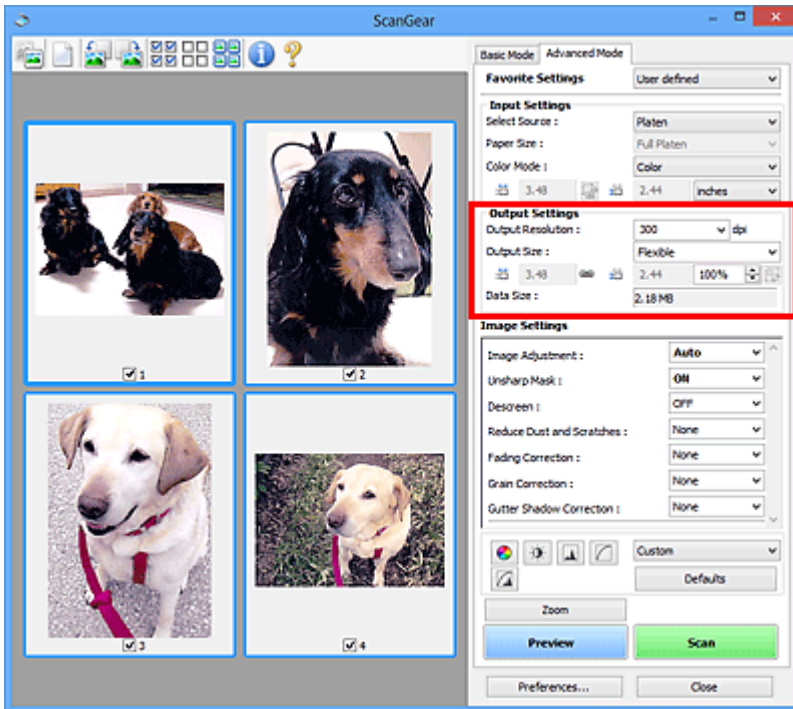 ScanGear
Basic Mode Advanced Mode
Favorite Settings User defined
Input Settings
Select Source : Platen
Paper Size : Full Platen
Color Mode : Color
3.48 2.44 inches
Output Settings
Output Resolution : 300 dpi
Output Size : Flexible
3.48 2.44 100%
Data Size : 2.18 MB
Image Settings
Image Adjustment : Auto
Unsharp Mask : ON
Descreen : OFF
Reduce Dust and Scratches : None
Fading Correction : None
Grain Correction : None
Gutter Shadow Correction : None
1
2
3
4
Custom
Defaults
Zoom
Preview Scan
Preferences... Close